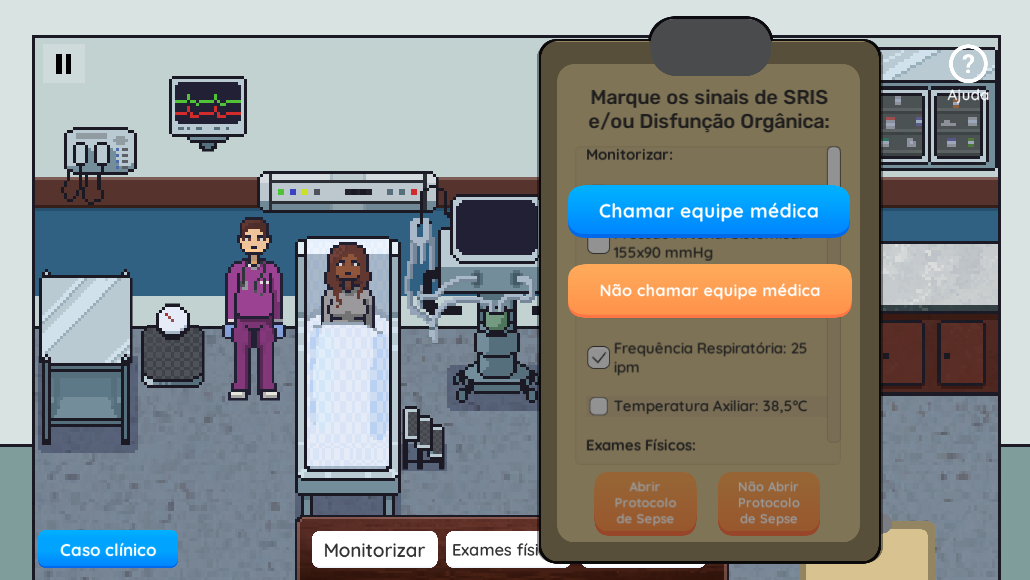 Ajuda
Marque os sinais de SRIS
e/ou Disfunção Orgânica:
Monitorizar:
Chamar equipe médica
155x90 mmHg
Não chamar equipe médica
Frequência Respiratória: 25
ipm
Temperatura Axiliar: 38,5ºC
Exames Físicos:
Abrir
Protocolo
de Sepse
Não Abrir
Protocolo
de Sepse
Caso clínico
Monitorizar
Exames